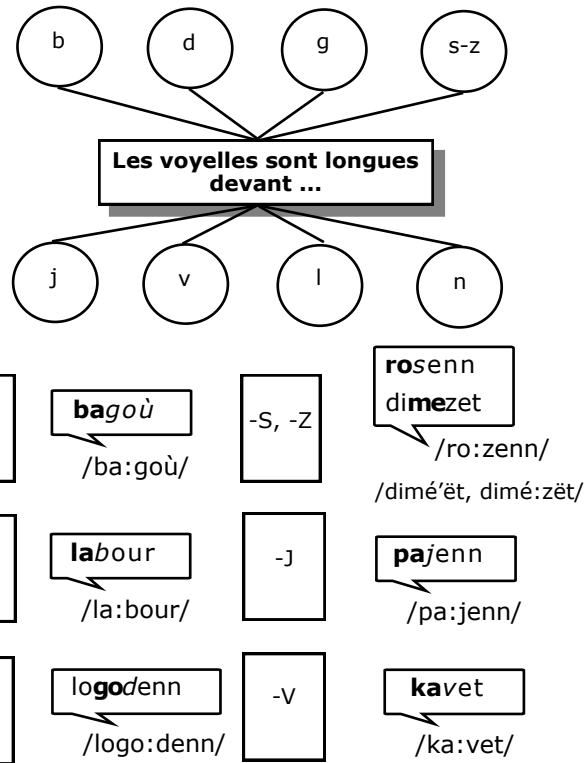 b
d
g
s-z
Les voyelles sont longues
devant ...
j
v
l
n
bagoù
/ba:goù/
-S, -Z
rosenn
dimezet
/ro:zenn/
/dimé’ët, dimé:zët/
labour
/la:bour/
-J
pajenn
/pa:jenn/
logodenn
/logo:denn/
-V
kavet
/ka:vet/